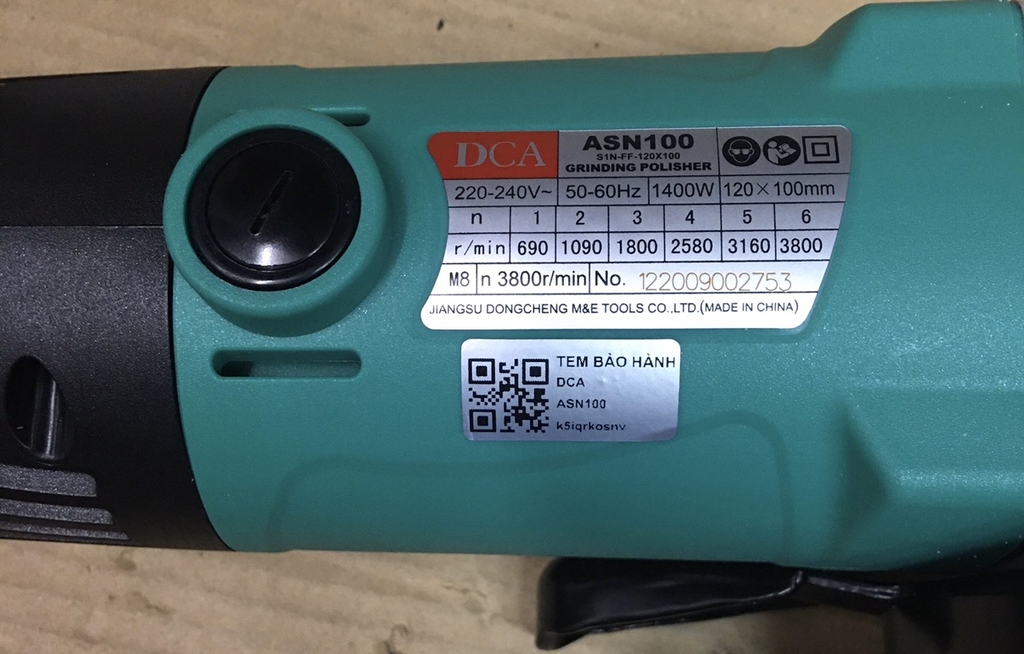 DCA
ASN100
S1N-FF-120X100
GRINDING POLISHER
220-240V~ 50-60Hz 1400W 120×100mm
n 1 2 3 4 5 6
r/min 690 1090 1800 2580 3160 3800
M8 n 3800r/min No. 122009002753
JIANGSU DONGCHENG M&E TOOLS CO.,LTD.(MADE IN CHINA)
TEM BẢO HÀNH
DCA
ASN100
k5iqrkosnv